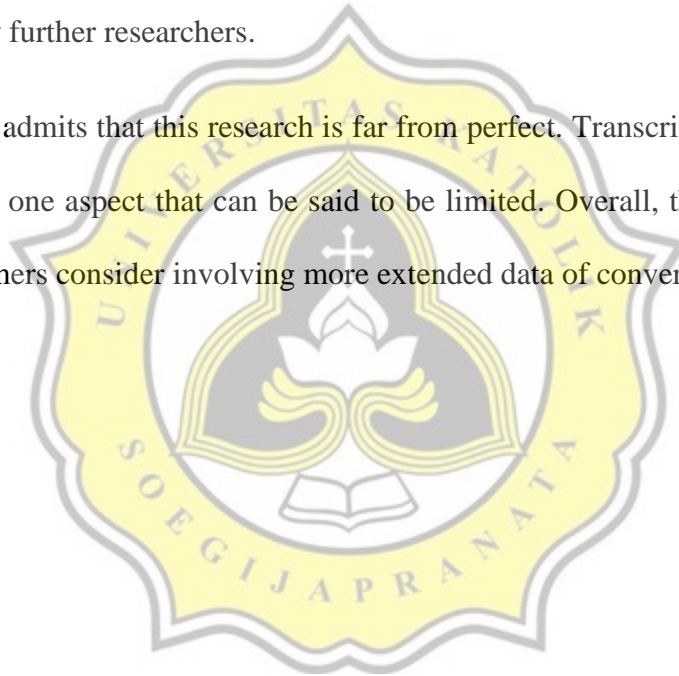 further researchers.
admits that this research is far from perfect. Transcri
one aspect that can be said to be limited. Overall, t
ners consider involving more extended data of conver
UNIVERSITAS KATOLIK
SOEGIJAPRANATA